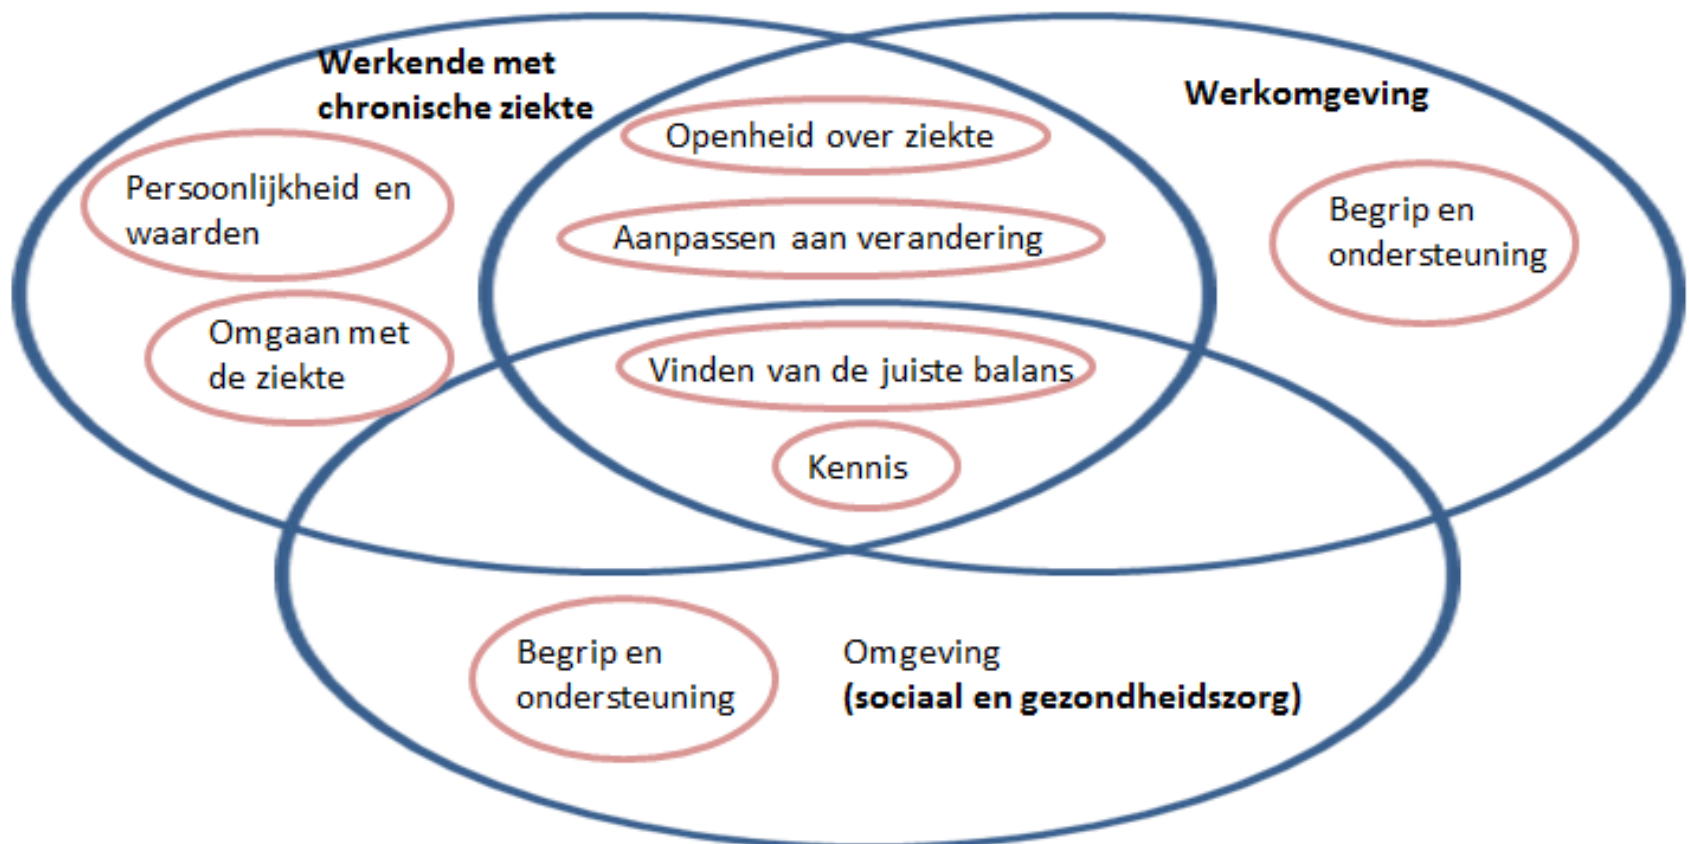 Werkende met
chronische ziekte
Werkomgeving
Openheid over ziekte
Persoonlijkheid en
waarden
Begrip en
ondersteuning
Aanpassen aan verandering
Omgaan met
de ziekte
Vinden van de juiste balans
Kennis
Begrip en
ondersteuning
Omgeving
(sociaal en gezondheidszorg)